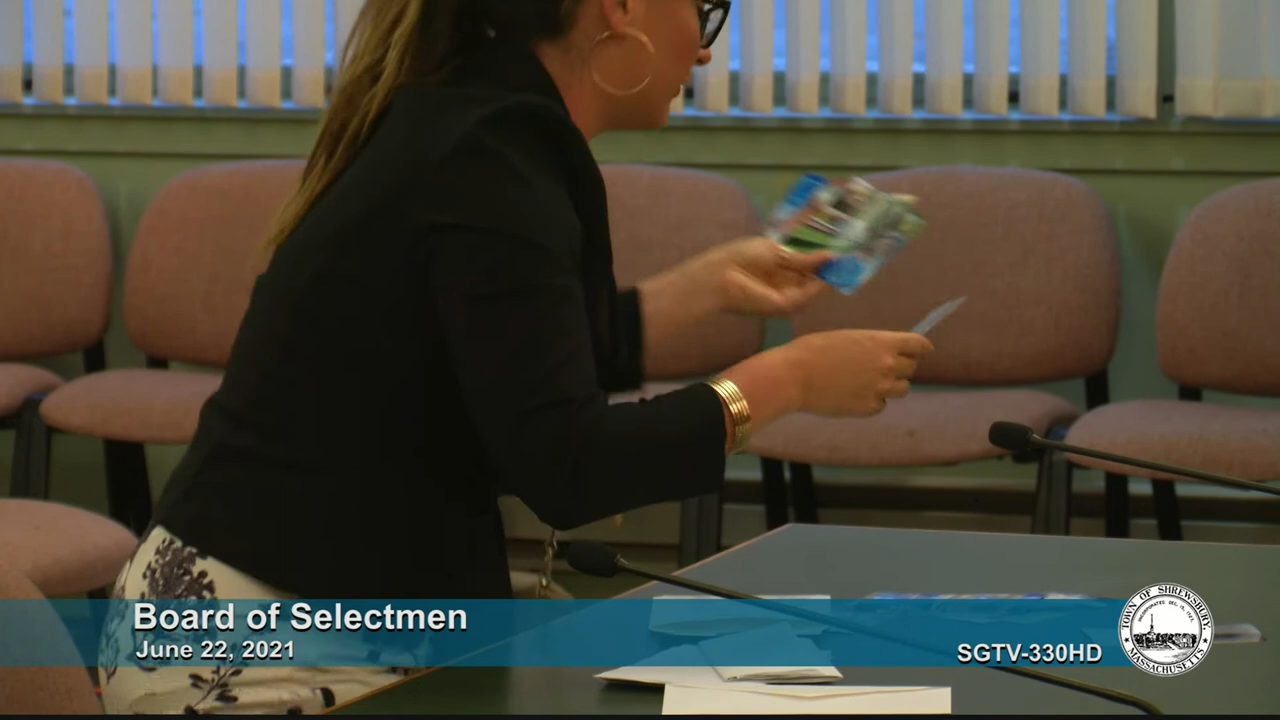 Board of Selectmen
June 22, 2021
SGTV-330HD
TOWN OF SHREWSBURY,
MASSACHUSETTS